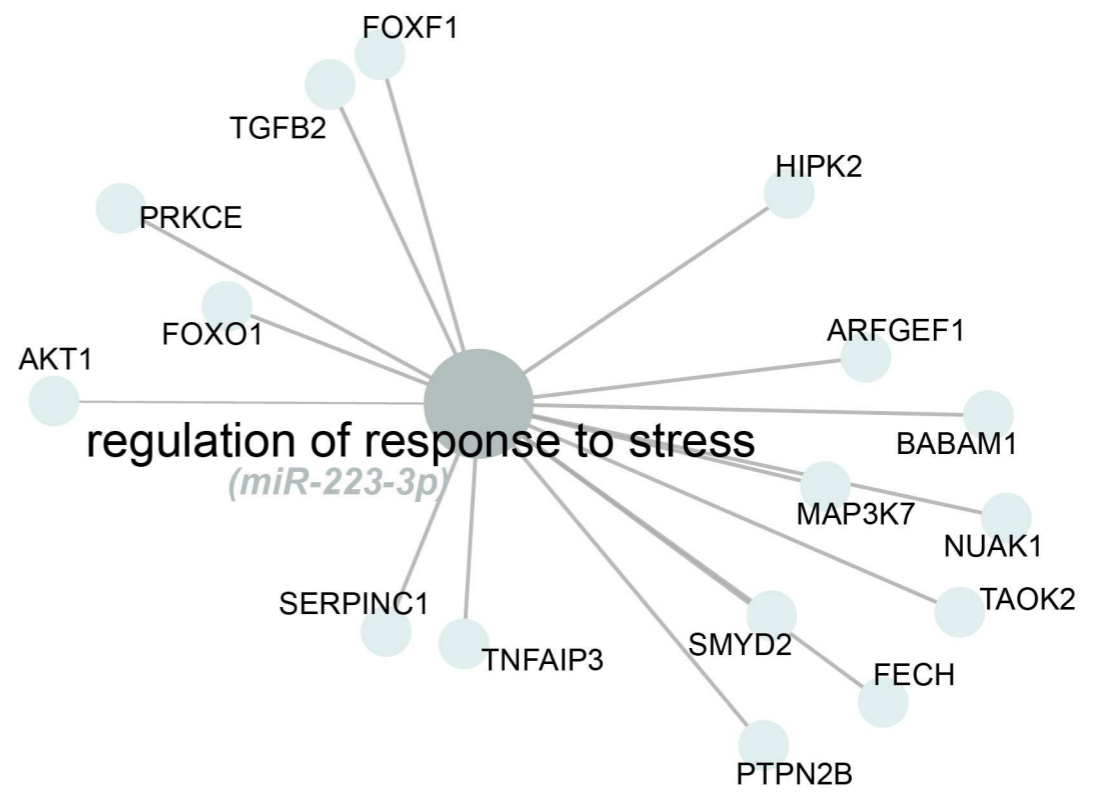 FOXF1
TGFB2
HIPK2
PRKCE
FOXO1
ARFGEF1
AKT1
regulation of response to stress
BABAM1
(miR-223-3p)
MAP3K7
NUAK1
SERPINC1
TAOK2
SMYD2
TNFAIP3
FECH
PTPN2B